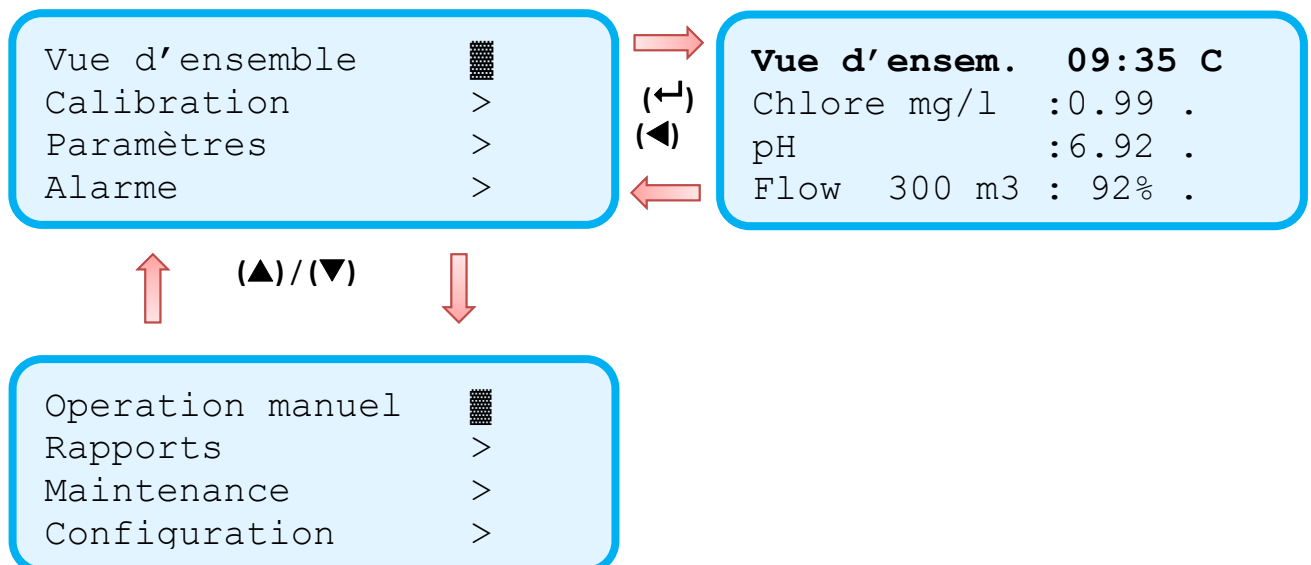 Vue d'ensemble ▓
Calibration >
Paramètres >
Alarme >
(↵)
(◀)
Vue d'ensem. 09:35 C
Chlore mg/l :0.99 .
pH :6.92 .
Flow 300 m3 : 92% .
(▲)/(▼)
Operation manuel ▓
Rapports >
Maintenance >
Configuration >